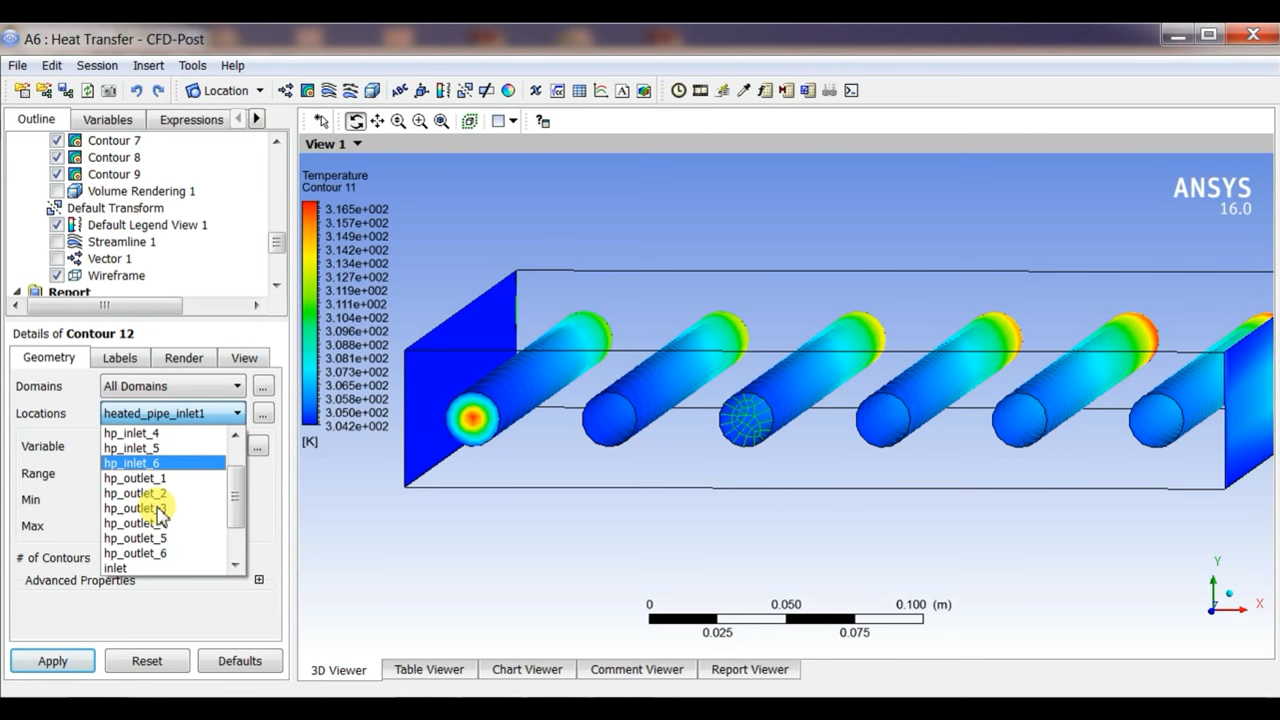 A6 : Heat Transfer - CFD-Post
File Edit Session Insert Tools Help
Location
Outline Variables Expressions
Contour 7
Contour 8
Contour 9
Volume Rendering 1
Default Transform
Default Legend View 1
Streamline 1
Vector 1
Wireframe
Report
Details of Contour 12
Geometry Labels Render View
Domains All Domains ...
Locations heated_pipe_inlet1 ...
Variable ...
Range
Min
Max
# of Contours
Advanced Properties
hp_inlet_4
hp_inlet_5
hp_inlet_6
hp_outlet_1
hp_outlet_2
hp_outlet_3
hp_outlet_
hp_outlet_5
hp_outlet_6
inlet
Apply Reset Defaults
View 1
Temperature
Contour 11
3.165e+002
3.157e+002
3.149e+002
3.142e+002
3.134e+002
3.127e+002
3.119e+002
3.111e+002
3.104e+002
3.096e+002
3.088e+002
3.081e+002
3.073e+002
3.065e+002
3.058e+002
3.050e+002
3.042e+002
[K]
ANSYS
16.0
0 0.050 0.100 (m)
0.025 0.075
Y
X
Z
3D Viewer Table Viewer Chart Viewer Comment Viewer Report Viewer